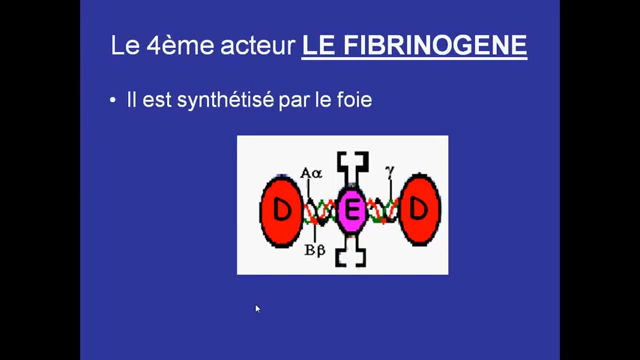 Le 4ème acteur LE FIBRINOGENE
• Il est synthétisé par le foie
Aα γ
D E D
Bβ